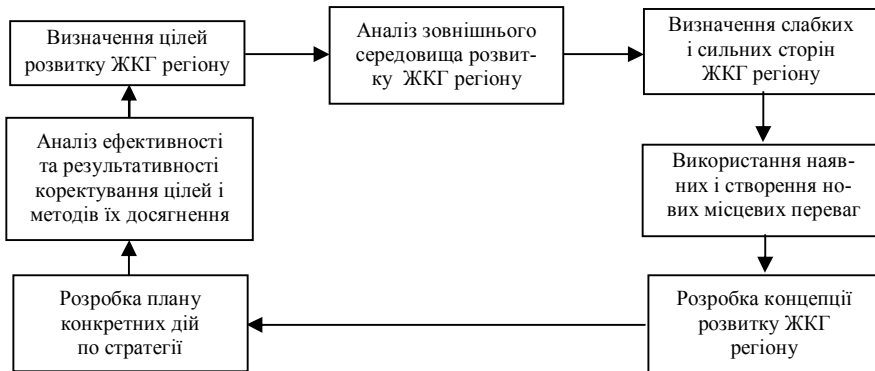 Визначення цілей
розвитку ЖКГ регіону
Аналіз зовнішнього
середовища розвит-
ку ЖКГ регіону
Визначення слабких
і сильних сторін
ЖКГ регіону
Використання наяв-
них і створення но-
вих місцевих переваг
Розробка концепції
розвитку ЖКГ
регіону
Розробка плану
конкретних дій
по стратегії
Аналіз ефективності
та результативності
коректування цілей і
методів їх досягнення